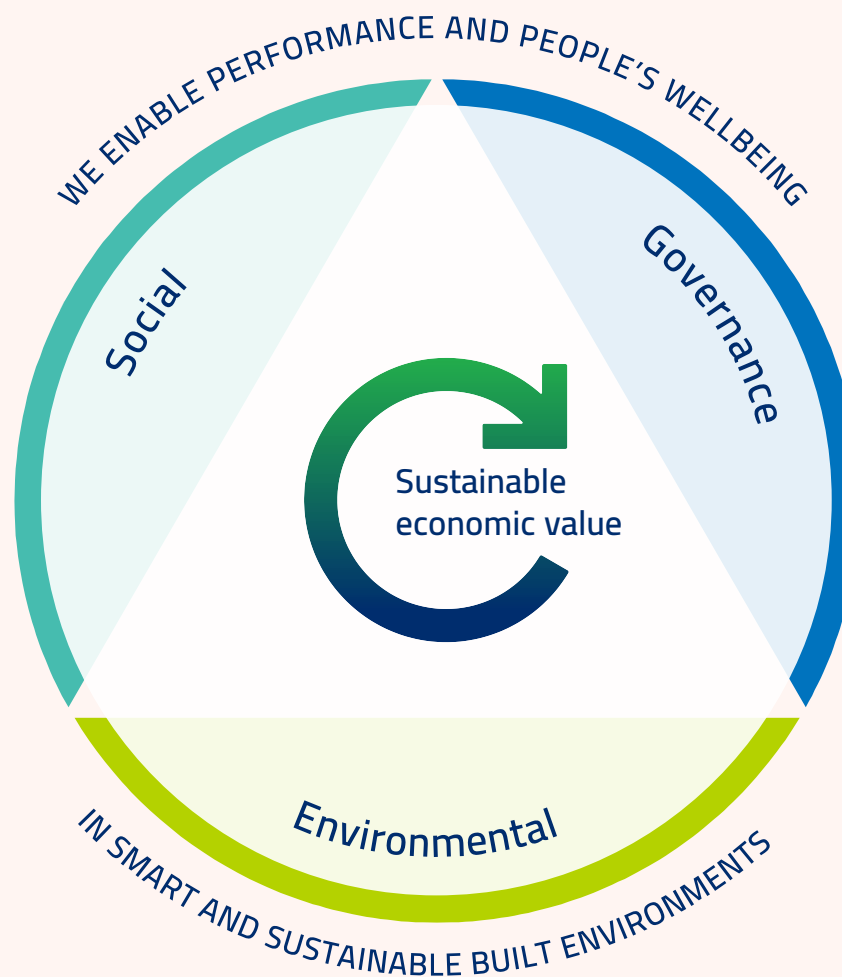 WE ENABLE PERFORMANCE AND PEOPLE’S WELLBEING
Social
Governance
Sustainable
economic value
Environmental
IN SMART AND SUSTAINABLE BUILT ENVIRONMENTS